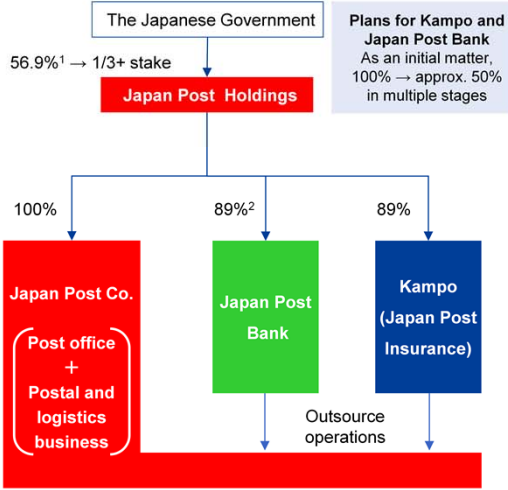 The Japanese Government
Plans for Kampo and
Japan Post Bank
As an initial matter,
100% → approx. 50%
in multiple stages
56.9%¹ → 1/3+ stake
Japan Post Holdings
100%
89%²
89%
Japan Post Co.
Post office
+
Postal and
logistics
business
Japan Post
Bank
Kampo
(Japan Post
Insurance)
Outsource
operations